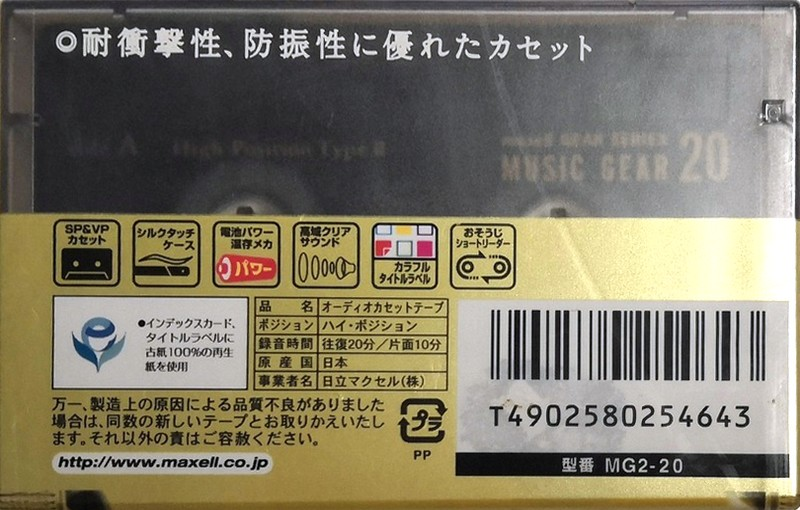 ◎耐衝撃性、防振性に優れたカセット
Side A High Position Type II
maxell GEAR SERIES
MUSIC GEAR 20
SP&VP
カセット
シルクタッチ
ケース
電池パワー
温存メカ
パワー
高域クリア
サウンド
カラフル
タイトルラベル
おそうじ
ショートリーダー
●インデックスカード、
タイトルラベルに
古紙100%の再生
紙を使用
品名 オーディオカセットテープ
ポジション ハイ・ポジション
録音時間 往復20分/片面10分
原産国 日本
事業者名 日立マクセル(株)
万一、製造上の原因による品質不良がありました
場合は、同数の新しいテープとお取りかえいたし
ます。それ以外の責はご容赦ください。
http://www.maxell.co.jp
プラ
PP
T4902580254643
型番 MG2-20